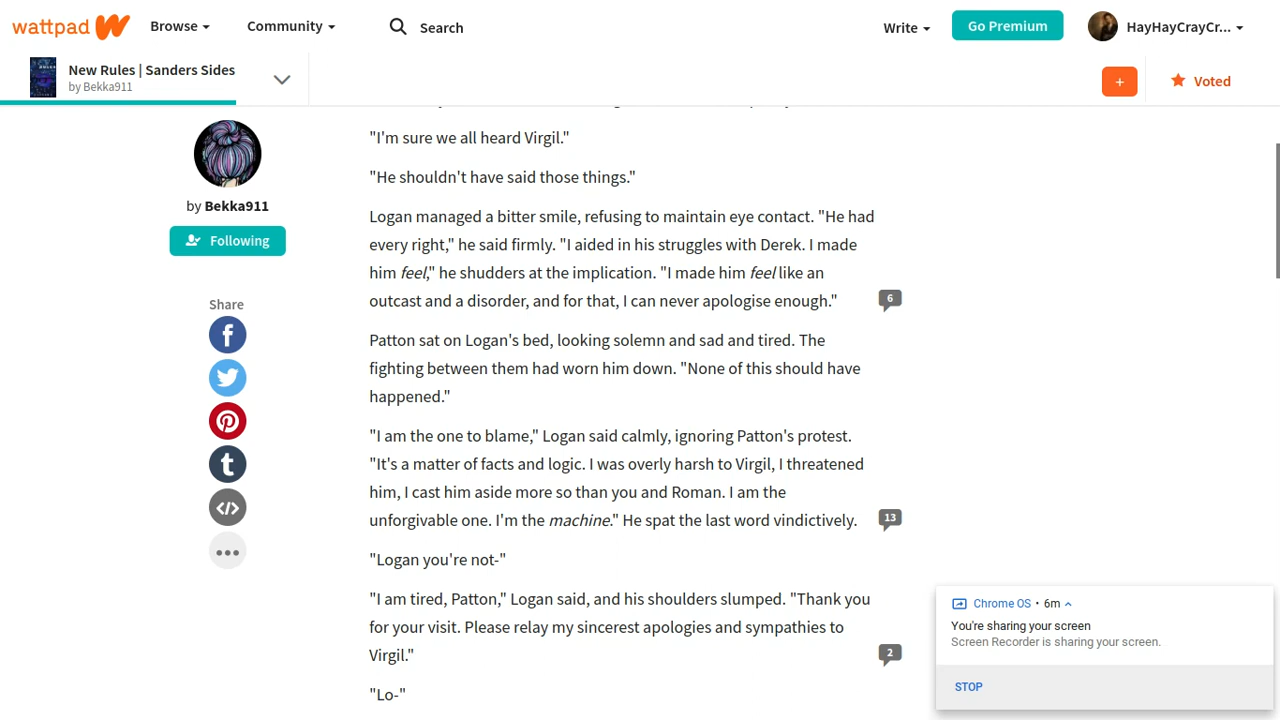 wattpad
Browse
Community
Search
Write
Go Premium
HayHayCrayCr...
New Rules | Sanders Sides
by Bekka911
+
Voted
"I'm sure we all heard Virgil."
"He shouldn't have said those things."
by Bekka911
Following
Logan managed a bitter smile, refusing to maintain eye contact. "He had
every right," he said firmly. "I aided in his struggles with Derek. I made
him feel," he shudders at the implication. "I made him feel like an
outcast and a disorder, and for that, I can never apologise enough."
6
Share
Patton sat on Logan's bed, looking solemn and sad and tired. The
fighting between them had worn him down. "None of this should have
happened."
"I am the one to blame," Logan said calmly, ignoring Patton's protest.
"It's a matter of facts and logic. I was overly harsh to Virgil, I threatened
him, I cast him aside more so than you and Roman. I am the
unforgivable one. I'm the machine." He spat the last word vindictively.
13
"Logan you're not-"
"I am tired, Patton," Logan said, and his shoulders slumped. "Thank you
for your visit. Please relay my sincerest apologies and sympathies to
Virgil."
2
"Lo-"
Chrome OS • 6m
You're sharing your screen
Screen Recorder is sharing your screen.
STOP